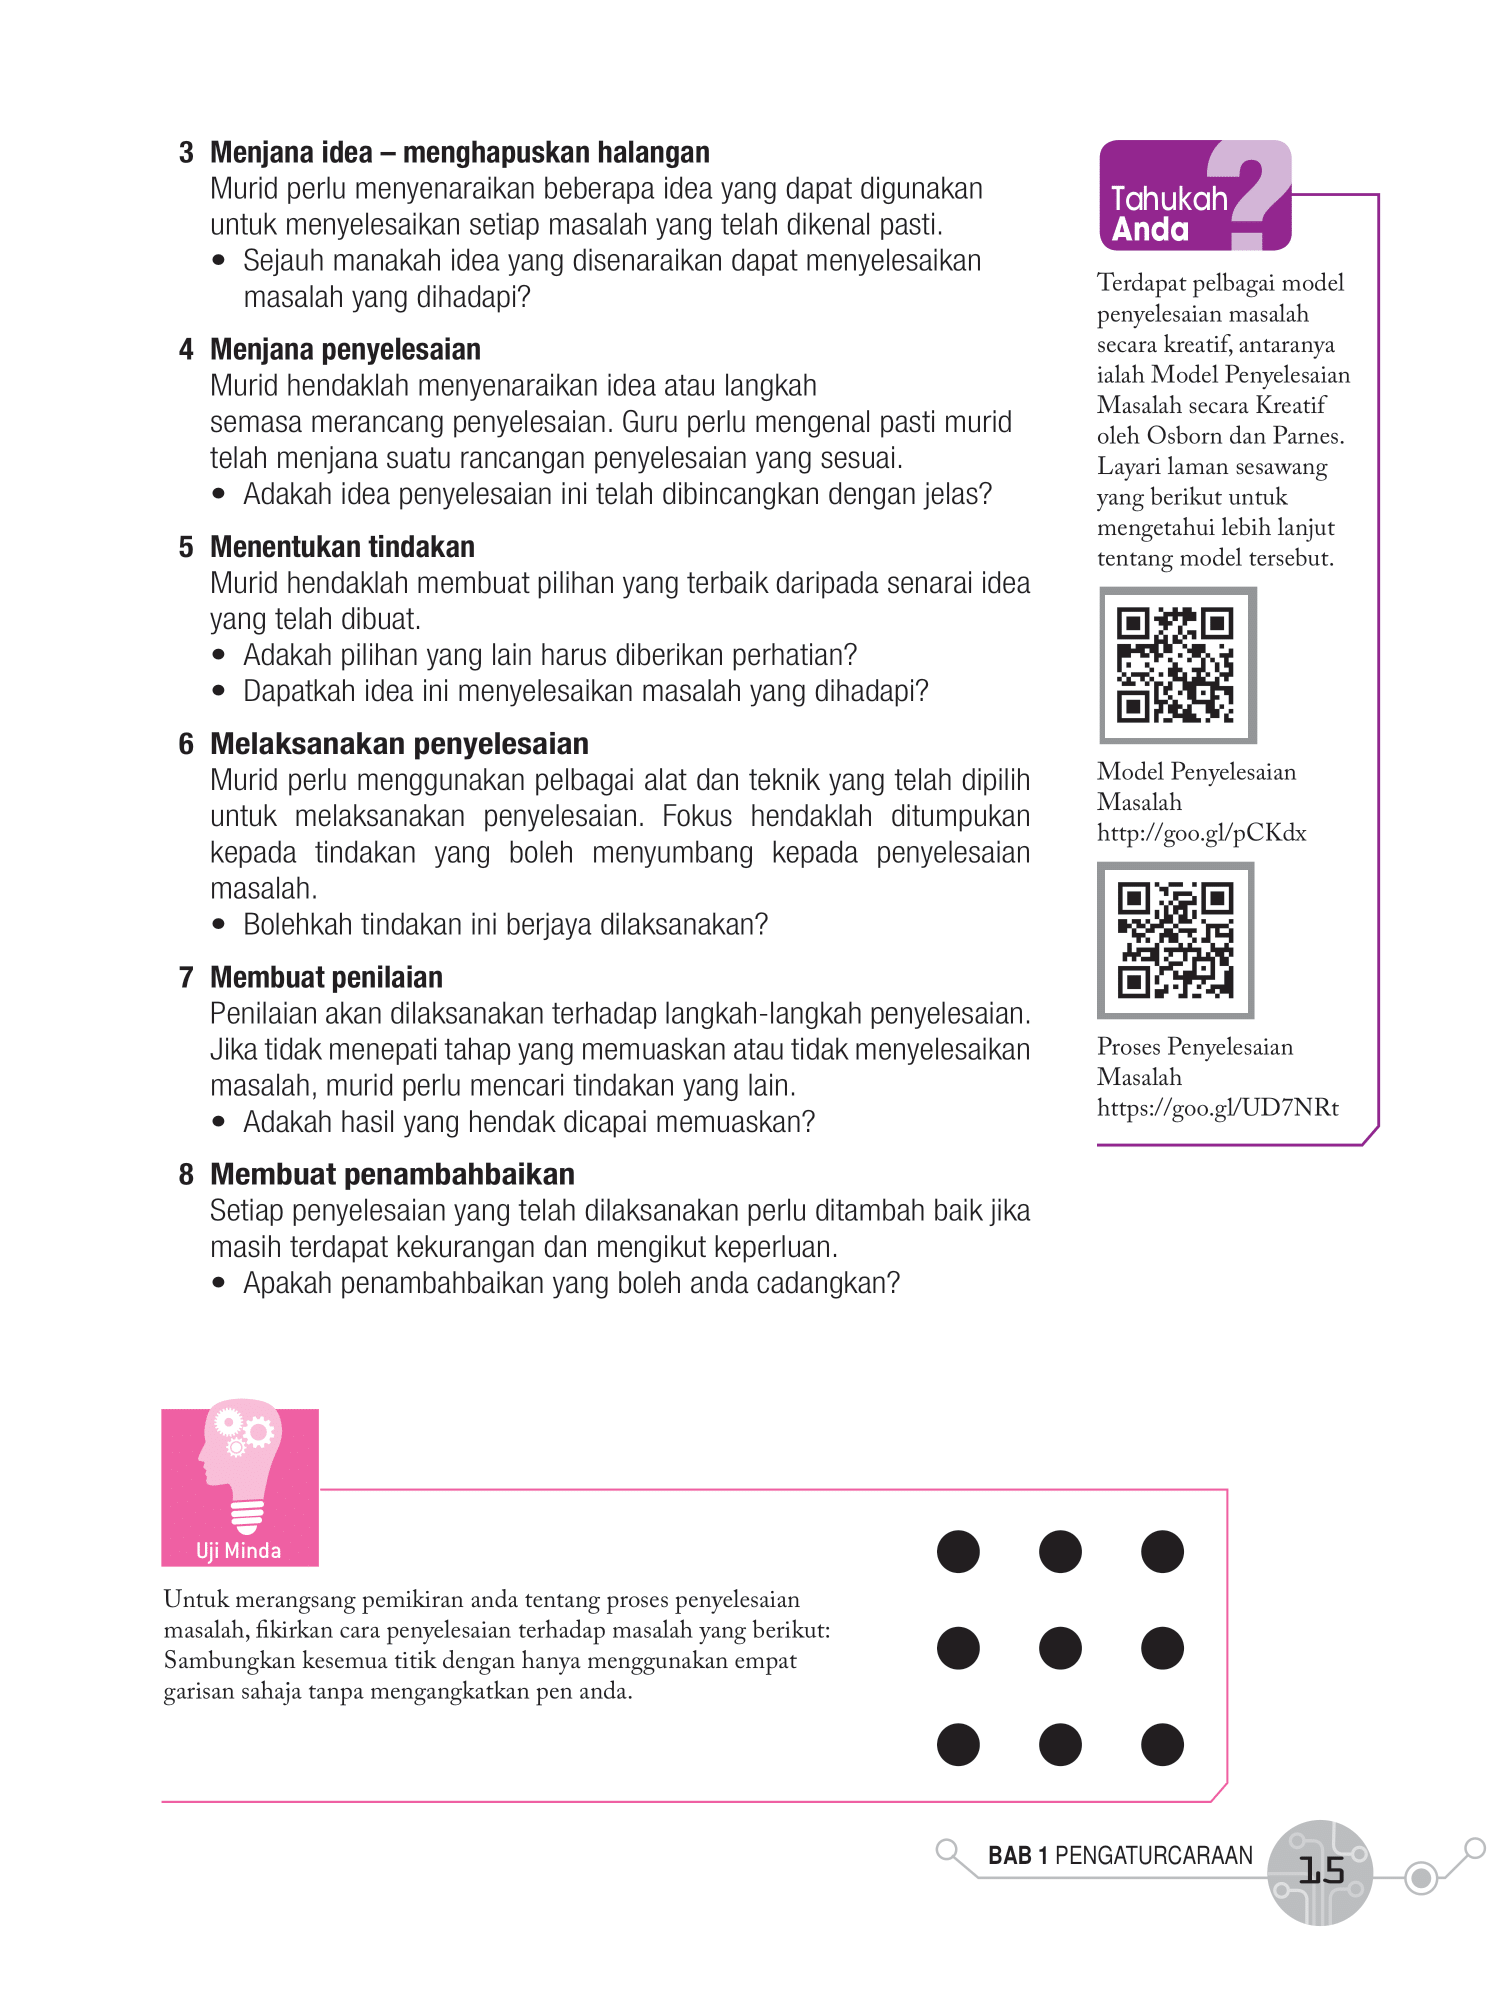 3 Menjana idea – menghapuskan halangan
Murid perlu menyenaraikan beberapa idea yang dapat digunakan
untuk menyelesaikan setiap masalah yang telah dikenal pasti.
• Sejauh manakah idea yang disenaraikan dapat menyelesaikan
masalah yang dihadapi?
4 Menjana penyelesaian
Murid hendaklah menyenaraikan idea atau langkah
semasa merancang penyelesaian. Guru perlu mengenal pasti murid
telah menjana suatu rancangan penyelesaian yang sesuai.
• Adakah idea penyelesaian ini telah dibincangkan dengan jelas?
5 Menentukan tindakan
Murid hendaklah membuat pilihan yang terbaik daripada senarai idea
yang telah dibuat.
• Adakah pilihan yang lain harus diberikan perhatian?
• Dapatkah idea ini menyelesaikan masalah yang dihadapi?
6 Melaksanakan penyelesaian
Murid perlu menggunakan pelbagai alat dan teknik yang telah dipilih
untuk melaksanakan penyelesaian. Fokus hendaklah ditumpukan
kepada tindakan yang boleh menyumbang kepada penyelesaian
masalah.
• Bolehkah tindakan ini berjaya dilaksanakan?
7 Membuat penilaian
Penilaian akan dilaksanakan terhadap langkah-langkah penyelesaian.
Jika tidak menepati tahap yang memuaskan atau tidak menyelesaikan
masalah, murid perlu mencari tindakan yang lain.
• Adakah hasil yang hendak dicapai memuaskan?
8 Membuat penambahbaikan
Setiap penyelesaian yang telah dilaksanakan perlu ditambah baik jika
masih terdapat kekurangan dan mengikut keperluan.
• Apakah penambahbaikan yang boleh anda cadangkan?
Tahukah
Anda
?
Terdapat pelbagai model
penyelesaian masalah
secara kreatif, antaranya
ialah Model Penyelesaian
Masalah secara Kreatif
oleh Osborn dan Parnes.
Layari laman sesawang
yang berikut untuk
mengetahui lebih lanjut
tentang model tersebut.
Model Penyelesaian
Masalah
http://goo.gl/pCKdx
Proses Penyelesaian
Masalah
https://goo.gl/UD7NRt
Uji Minda
Untuk merangsang pemikiran anda tentang proses penyelesaian
masalah, fikirkan cara penyelesaian terhadap masalah yang berikut:
Sambungkan kesemua titik dengan hanya menggunakan empat
garisan sahaja tanpa mengangkatkan pen anda.
BAB 1 PENGATURCARAAN
15